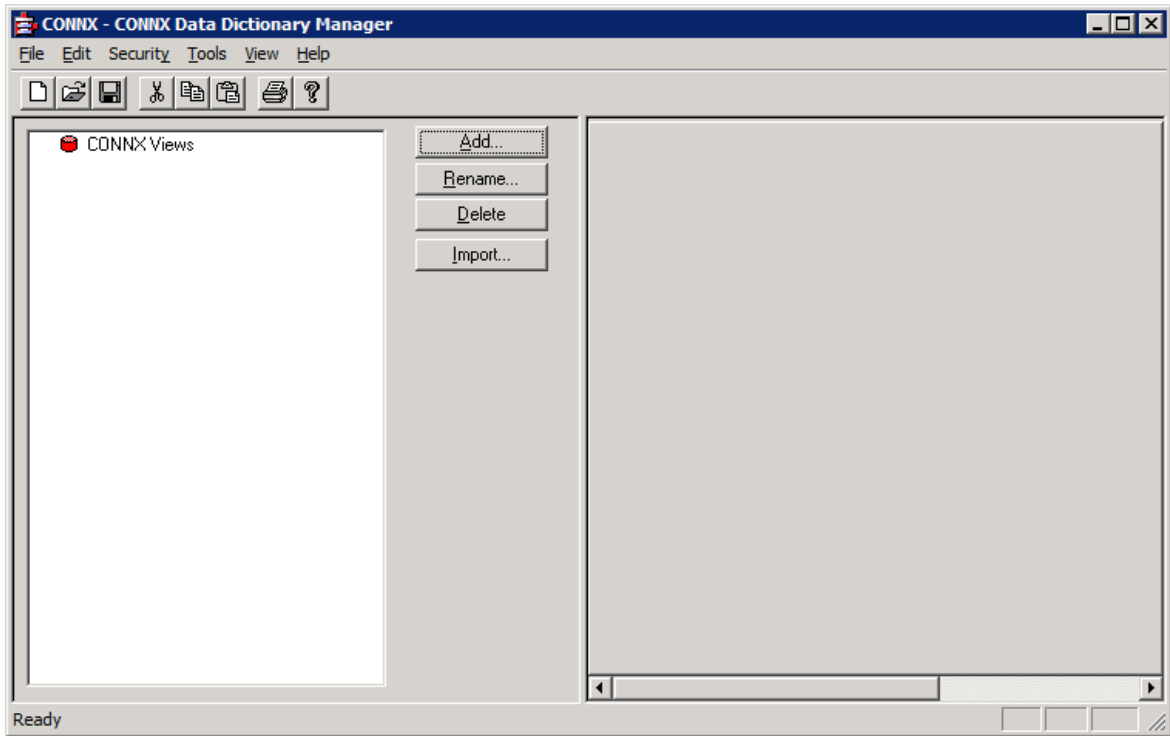 CONNX - CONNX Data Dictionary Manager
File Edit Security Tools View Help
CONNX Views
Add...
Rename...
Delete
Import...
Ready